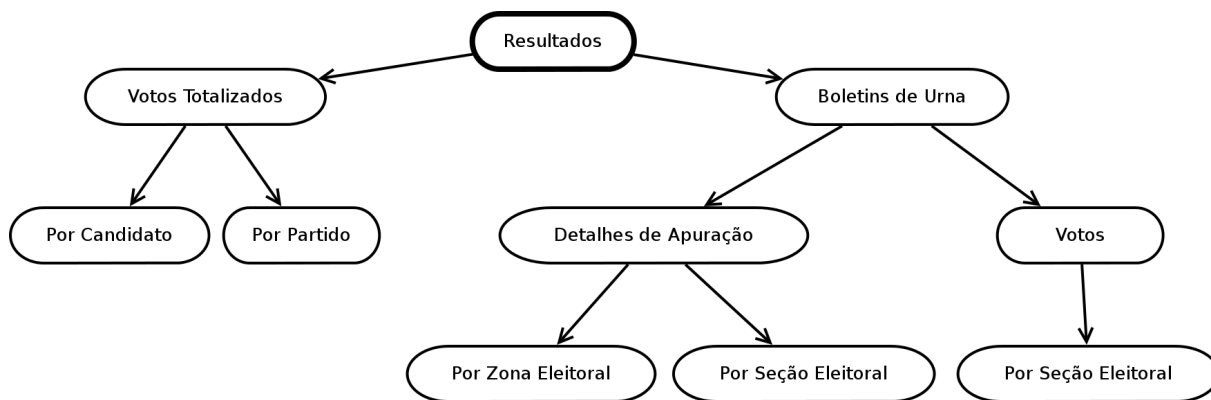 Resultados
Votos Totalizados
Boletins de Urna
Por Candidato
Por Partido
Detalhes de Apuração
Votos
Por Zona Eleitoral
Por Seção Eleitoral
Por Seção Eleitoral